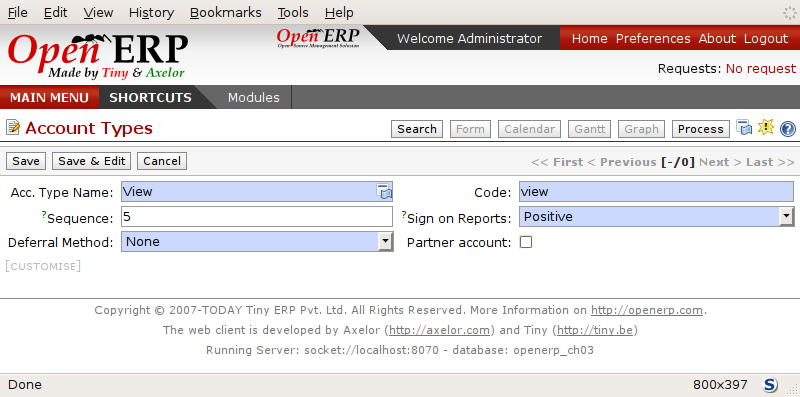 File Edit View History Bookmarks Tools Help
Open ERP
Made by Tiny & Axelor
Open ERP
Open Source Management Solution
Welcome Administrator
Home Preferences About Logout
Requests: No request
MAIN MENU SHORTCUTS Modules
Account Types
Search Form Calendar Gantt Graph Process
Save Save & Edit Cancel
<< First < Previous [-/0] Next > Last >>
Acc. Type Name: View Code: view
?Sequence: 5 ?Sign on Reports: Positive
Deferral Method: None Partner account:
[CUSTOMISE]
Copyright © 2007-TODAY Tiny ERP Pvt. Ltd. All Rights Reserved. More Information on http://openerp.com.
The web client is developed by Axelor (http://axelor.com) and Tiny (http://tiny.be)
Running Server: socket://localhost:8070 - database: openerp_ch03
Done 800x397 S